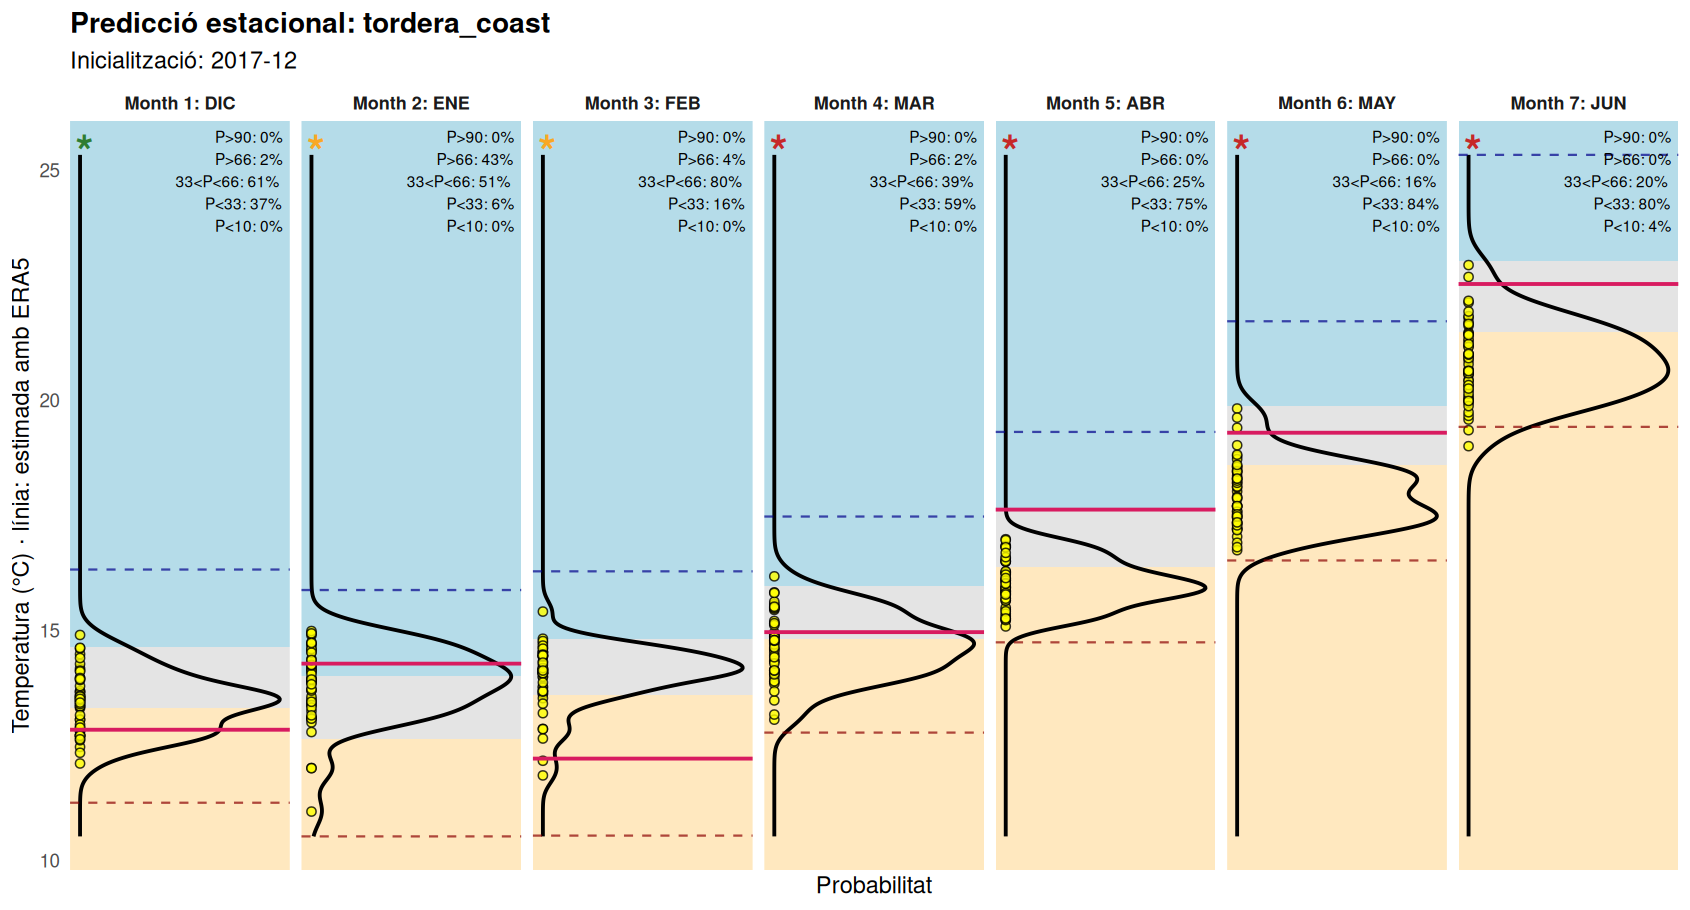 Predicció estacional: tordera_coast
Inicialització: 2017-12
Month 1: DIC
Month 2: ENE
Month 3: FEB
Month 4: MAR
Month 5: ABR
Month 6: MAY
Month 7: JUN
*
P>90: 0%
P>66: 2%
33<P<66: 61%
P<33: 37%
P<10: 0%
*
P>90: 0%
P>66: 43%
33<P<66: 51%
P<33: 6%
P<10: 0%
*
P>90: 0%
P>66: 4%
33<P<66: 80%
P<33: 16%
P<10: 0%
*
P>90: 0%
P>66: 2%
33<P<66: 39%
P<33: 59%
P<10: 0%
*
P>90: 0%
P>66: 0%
33<P<66: 25%
P<33: 75%
P<10: 0%
*
P>90: 0%
P>66: 0%
33<P<66: 16%
P<33: 84%
P<10: 0%
*
P>90: 0%
P>66: 0%
33<P<66: 20%
P<33: 80%
P<10: 4%
25
20
15
10
Temperatura (°C) · línia: estimada amb ERA5
Probabilitat